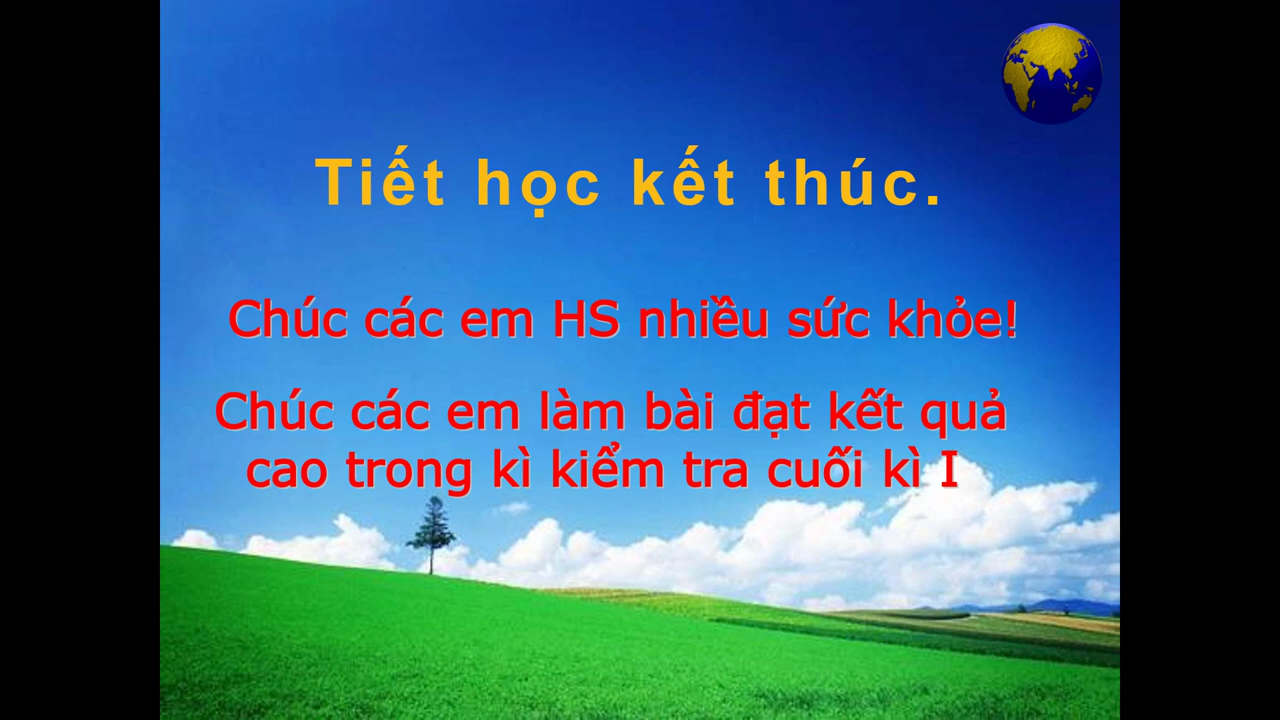 Tiết học kết thúc.
Chúc các em HS nhiều sức khỏe!
Chúc các em làm bài đạt kết quả
cao trong kì kiểm tra cuối kì I